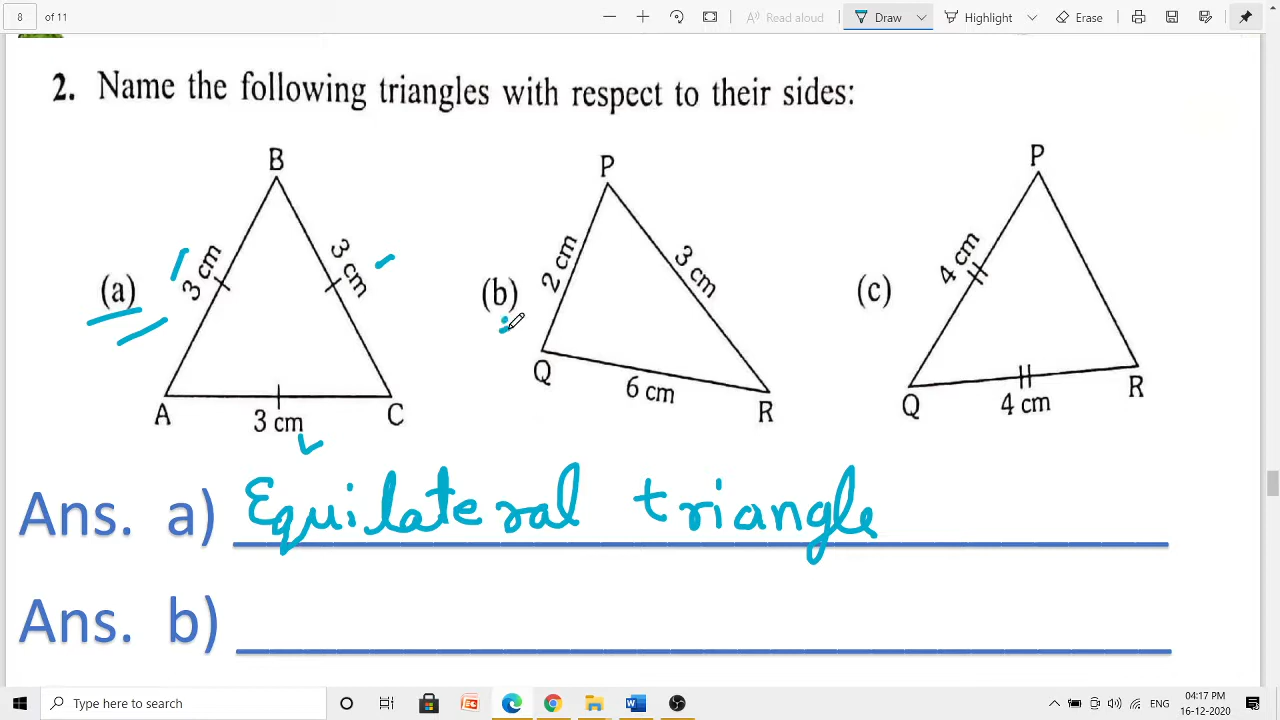 8 of 11
Read aloud
Draw
Highlight
Erase
2. Name the following triangles with respect to their sides:
(a)
B
3 cm
3 cm
A
3 cm
C
(b)
P
2 cm
3 cm
Q
6 cm
R
(c)
P
4 cm
Q
4 cm
R
Ans. a) Equilateral triangle
Ans. b)
Type here to search
ENG
04:17 PM
16-12-2020